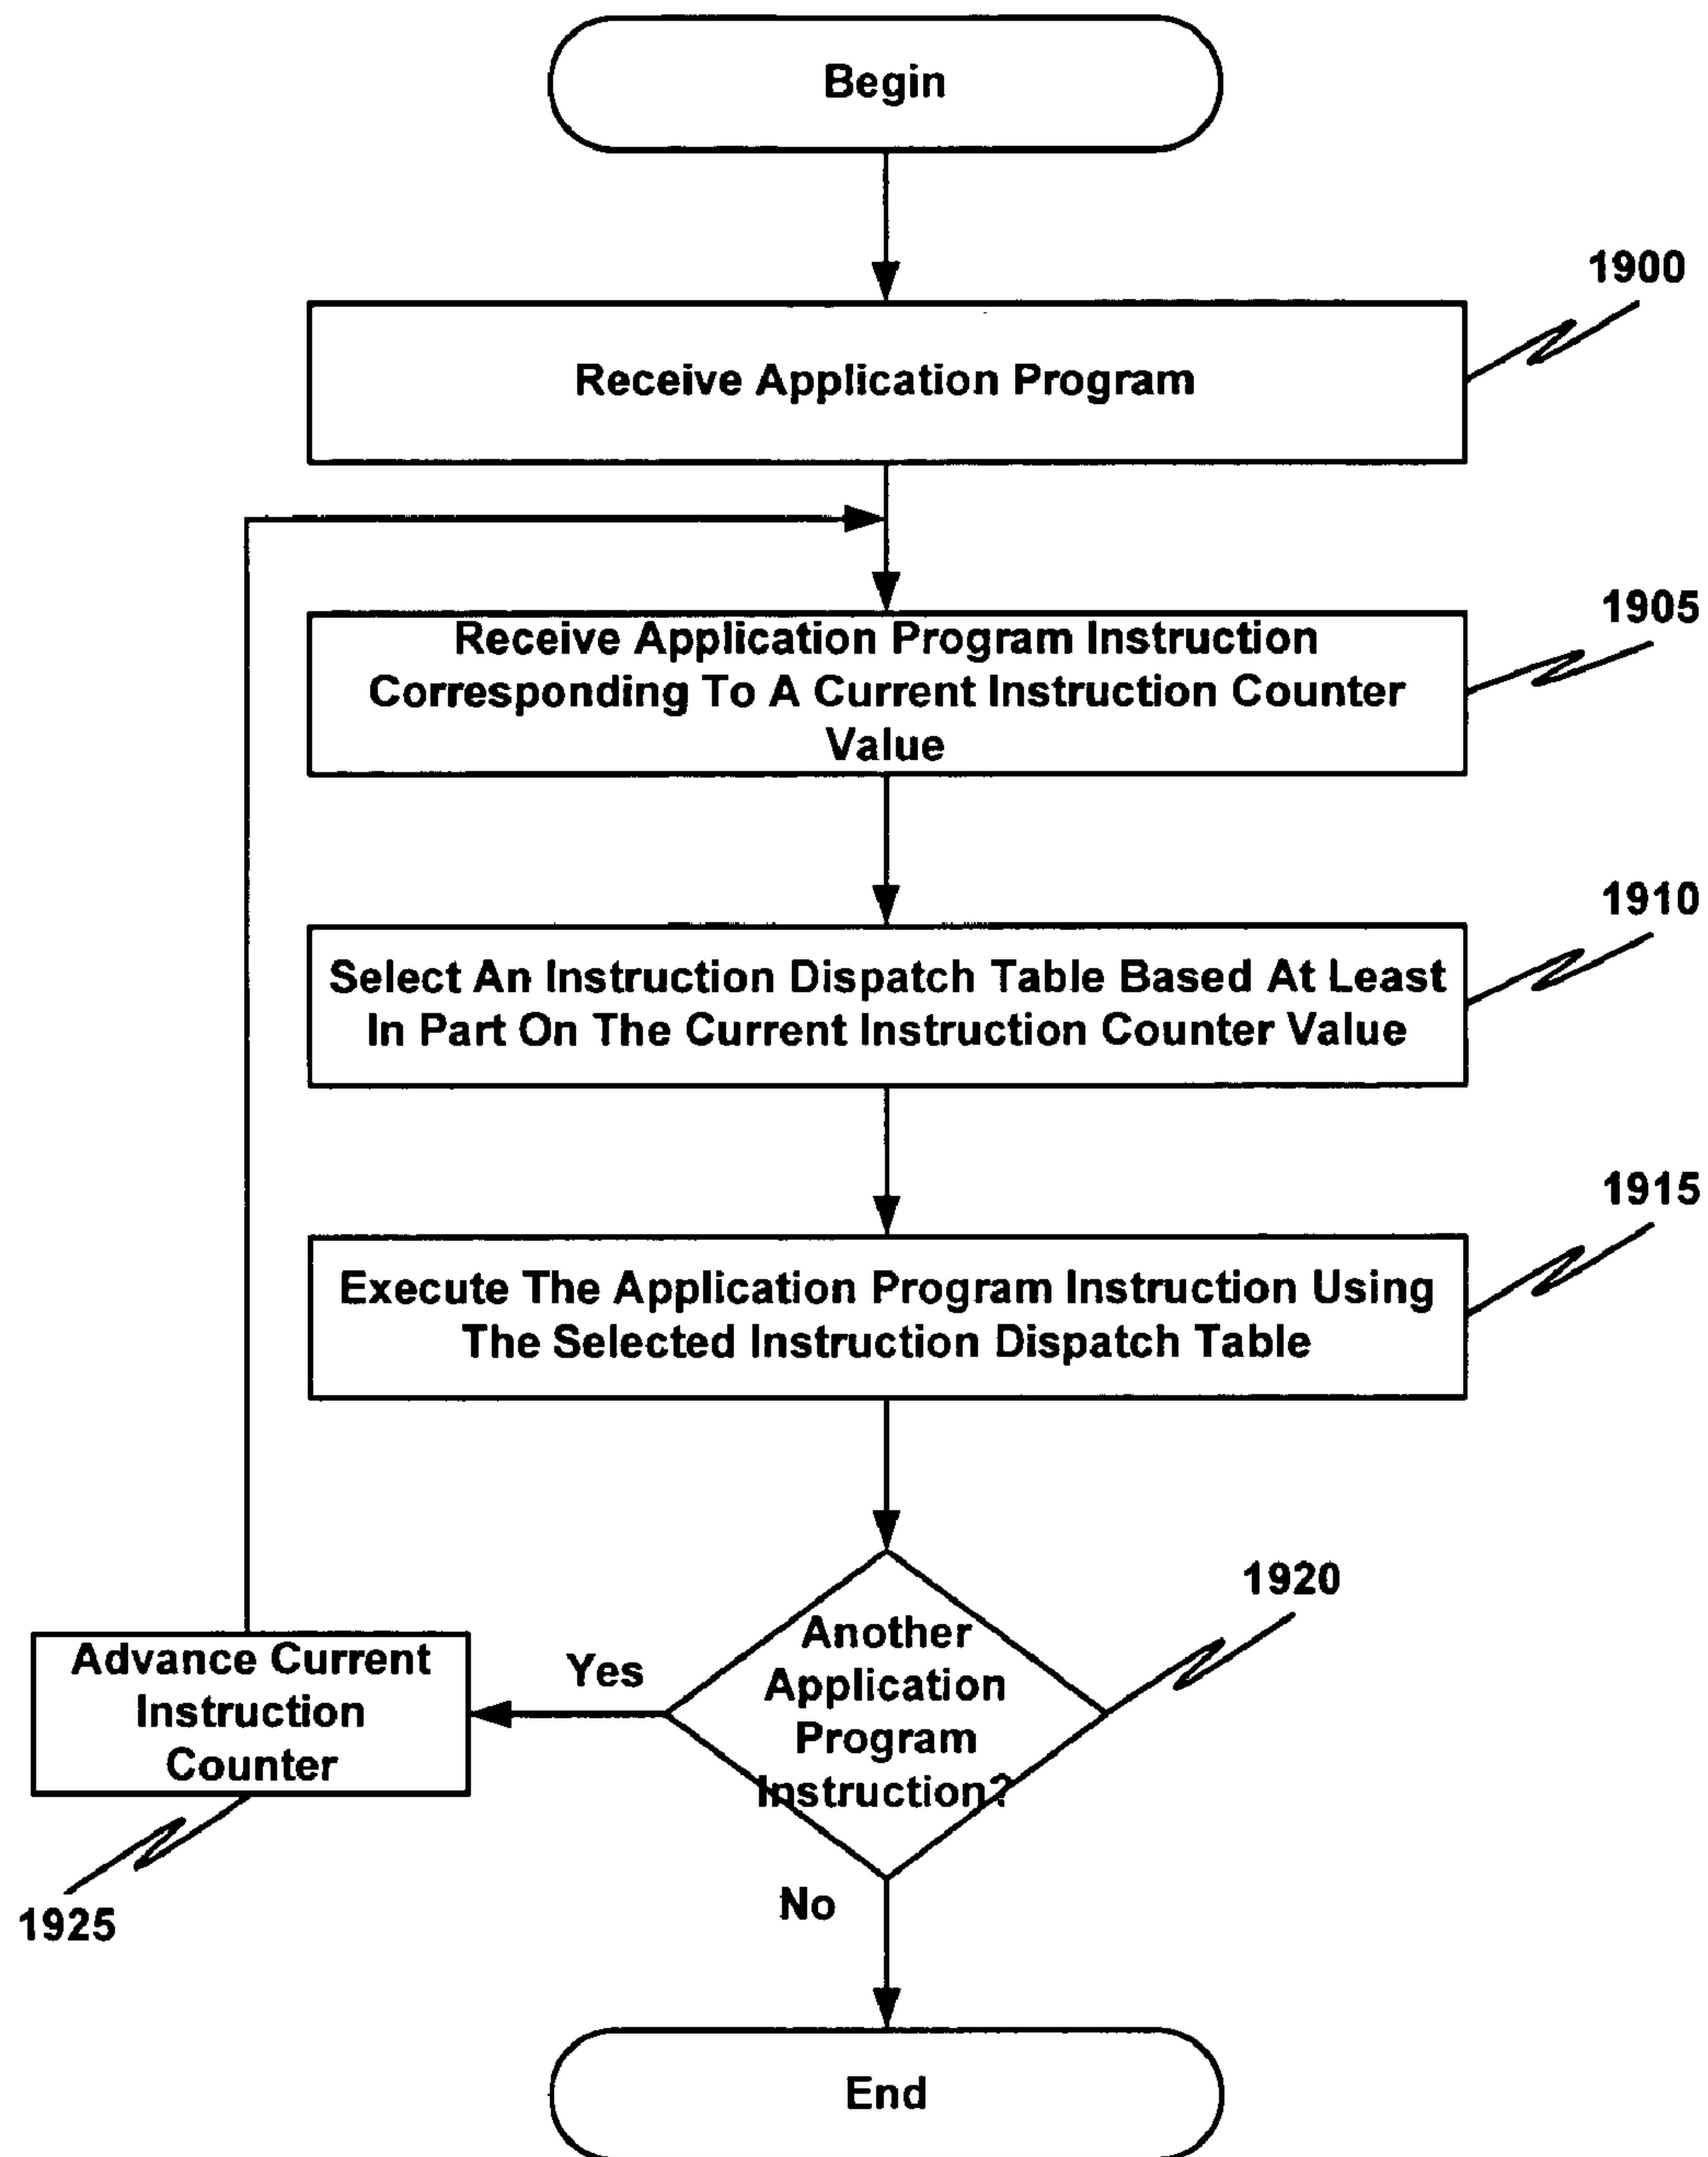 Begin
1900
Receive Application Program
1905
Receive Application Program Instruction
Corresponding To A Current Instruction Counter
Value
1910
Select An Instruction Dispatch Table Based At Least
In Part On The Current Instruction Counter Value
1915
Execute The Application Program Instruction Using
The Selected Instruction Dispatch Table
1920
Another
Application
Program
Instruction?
Yes
Advance Current
Instruction
Counter
1925
No
End